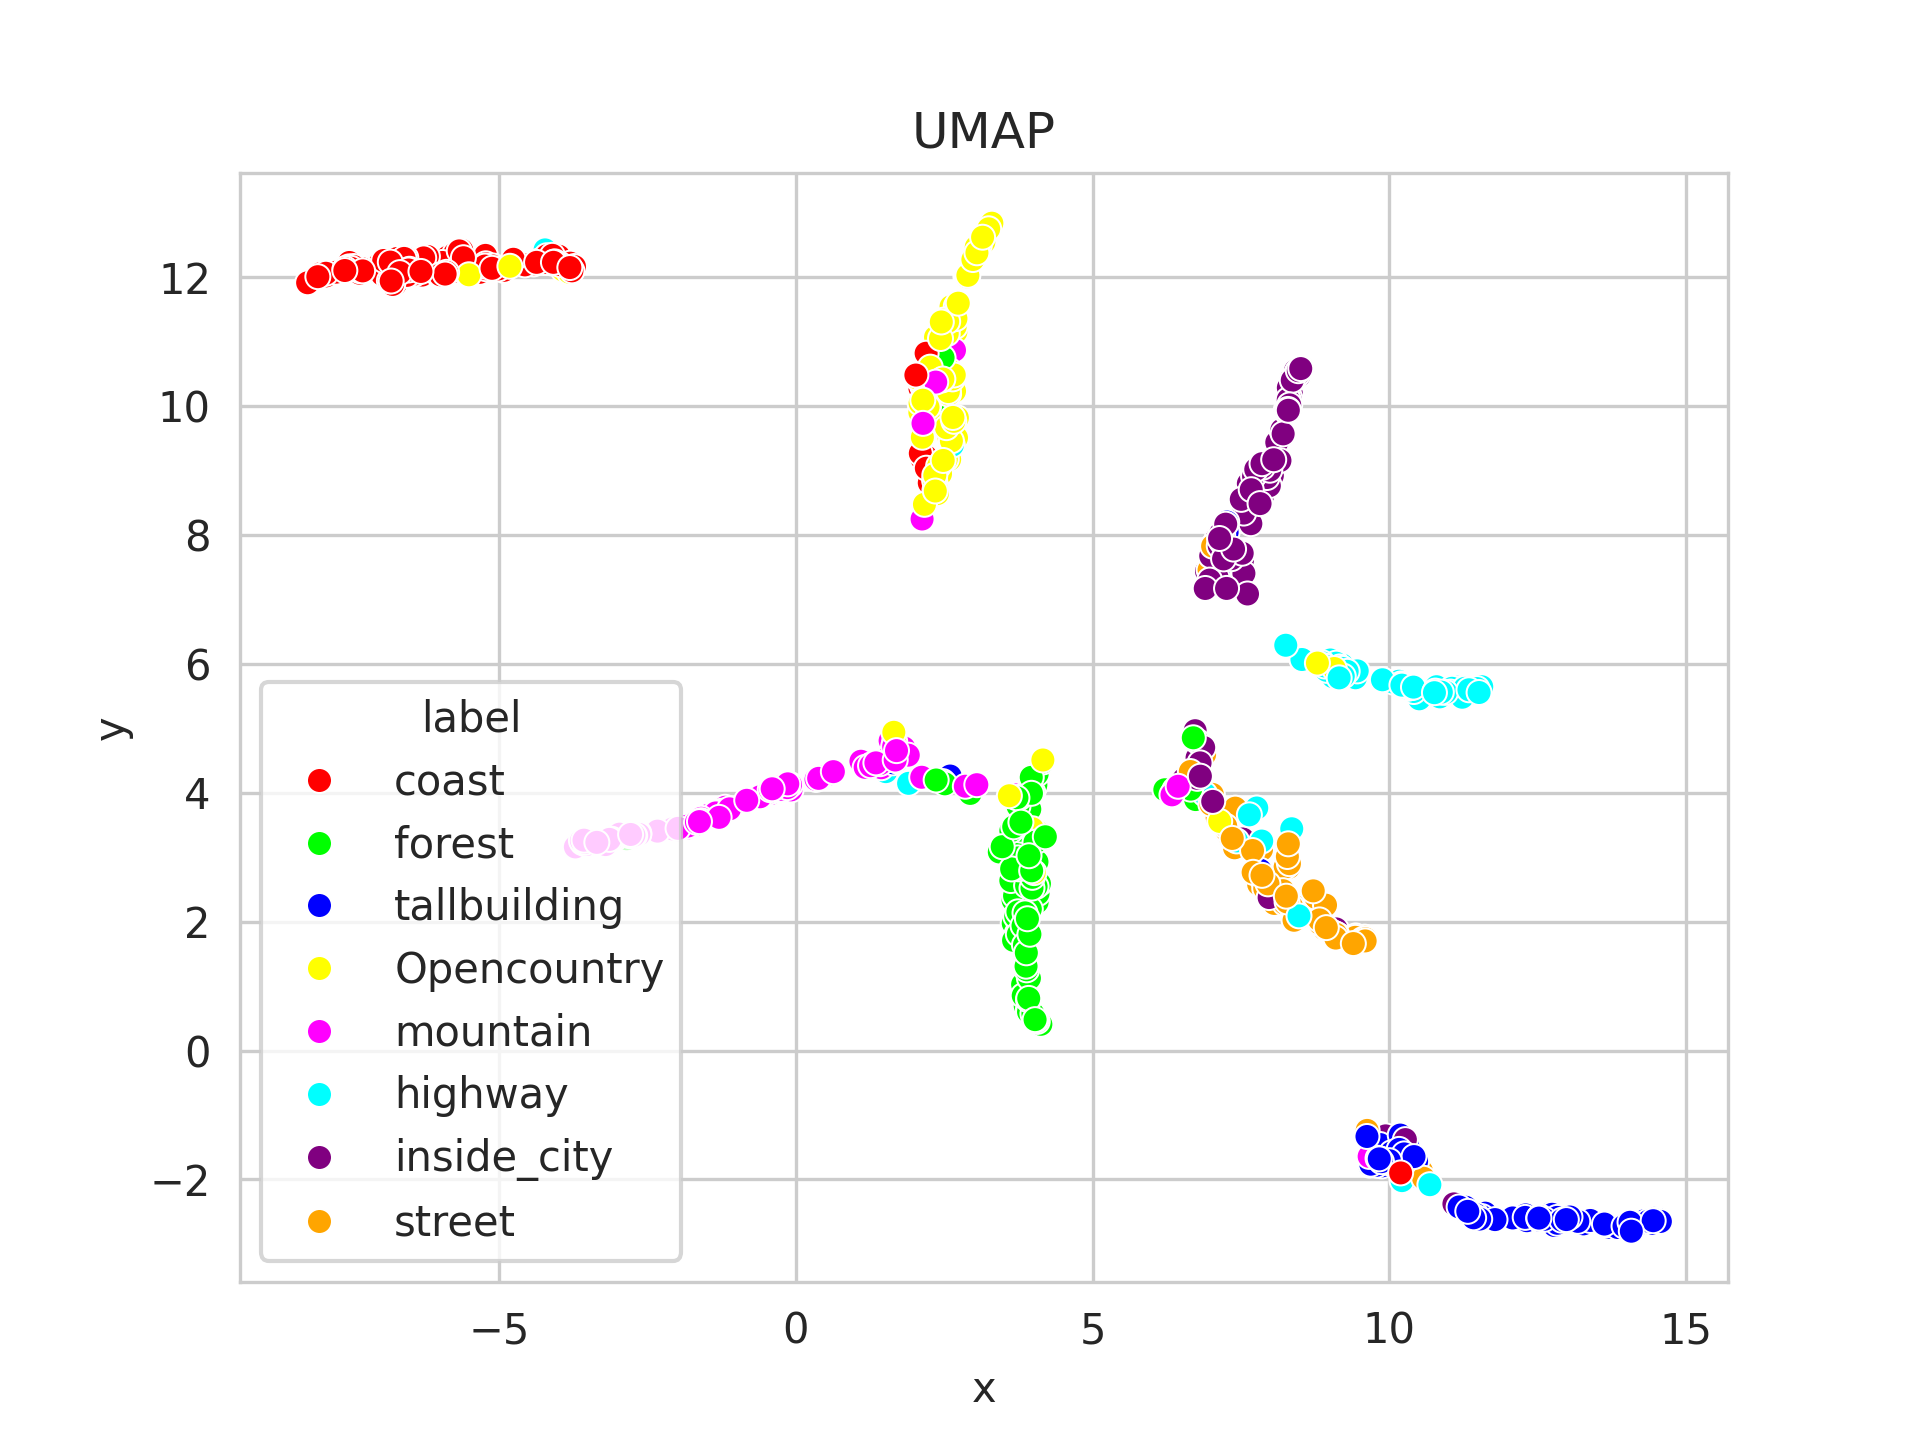 UMAP
12
10
8
6
4
2
0
−2
y
label
coast
forest
tallbuilding
Opencountry
mountain
highway
inside_city
street
−5 0 5 10 15
x